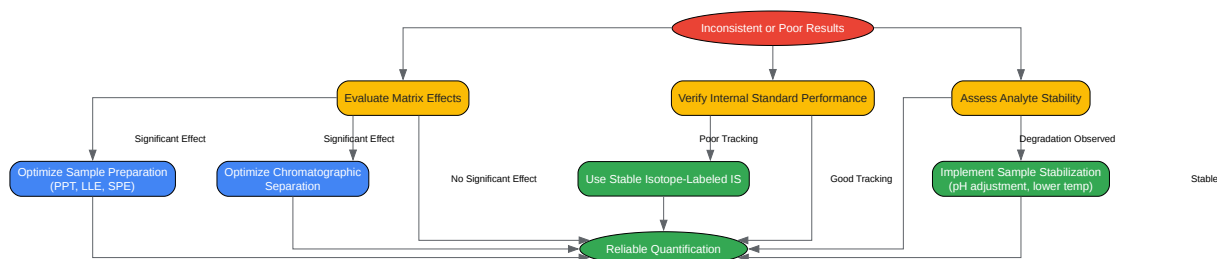 Inconsistent or Poor Results
Evaluate Matrix Effects
Verify Internal Standard Performance
Assess Analyte Stability
Significant Effect
Significant Effect
Poor Tracking
Degradation Observed
Optimize Sample Preparation
(PPT, LLE, SPE)
Optimize Chromatographic
Separation
No Significant Effect
Use Stable Isotope-Labeled IS
Good Tracking
Implement Sample Stabilization
(pH adjustment, lower temp)
Stable
Reliable Quantification